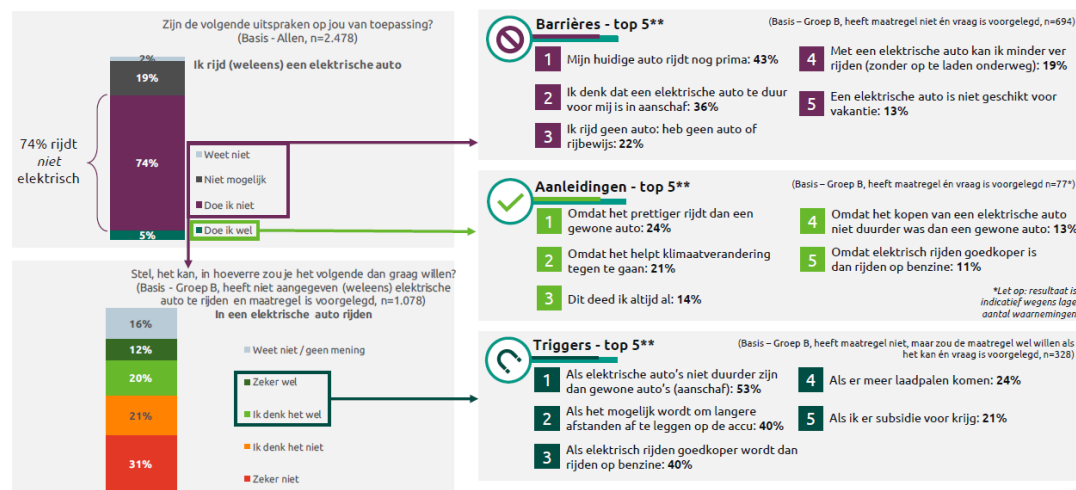 Zijn de volgende uitspraken op jou van toepassing?
(Basis - Allen, n=2.478)
Ik rijd (weleens) een elektrische auto
2%
19%
74%
5%
74% rijdt
niet
elektrisch
Weet niet
Niet mogelijk
Doe ik niet
Doe ik wel
Stel, het kan, in hoeverre zou je het volgende dan graag willen?
(Basis - Groep B, heeft niet aangegeven (weleens) elektrische
auto te rijden en maatregel is voorgelegd, n=1.078)
In een elektrische auto rijden
16%
12%
20%
21%
31%
Weet niet / geen mening
Zeker wel
Ik denk het wel
Ik denk het niet
Zeker niet
Barrières - top 5**
(Basis – Groep B, heeft maatregel niet én vraag is voorgelegd, n=694)
1 Mijn huidige auto rijdt nog prima: 43%
2 Ik denk dat een elektrische auto te duur
voor mij is in aanschaf: 36%
3 Ik rijd geen auto: heb geen auto of
rijbewijs: 22%
4 Met een elektrische auto kan ik minder ver
rijden (zonder op te laden onderweg): 19%
5 Een elektrische auto is niet geschikt voor
vakantie: 13%
Aanleidingen - top 5**
(Basis – Groep B, heeft maatregel én vraag is voorgelegd n=77*)
1 Omdat het prettiger rijdt dan een
gewone auto: 24%
2 Omdat het helpt klimaatverandering
tegen te gaan: 21%
3 Dit deed ik altijd al: 14%
4 Omdat het kopen van een elektrische auto
niet duurder was dan een gewone auto: 13%
5 Omdat elektrisch rijden goedkoper is
dan rijden op benzine: 11%
*Let op: resultaat is
indicatief wegens lage
aantal waarnemingen
Triggers - top 5**
(Basis – Groep B, heeft maatregel niet, maar zou de maatregel wel willen als
het kan én vraag is voorgelegd, n=328)
1 Als elektrische auto's niet duurder zijn
dan gewone auto's (aanschaf): 53%
2 Als het mogelijk wordt om langere
afstanden af te leggen op de accu: 40%
3 Als elektrisch rijden goedkoper wordt dan
rijden op benzine: 40%
4 Als er meer laadpalen komen: 24%
5 Als ik er subsidie voor krijg: 21%